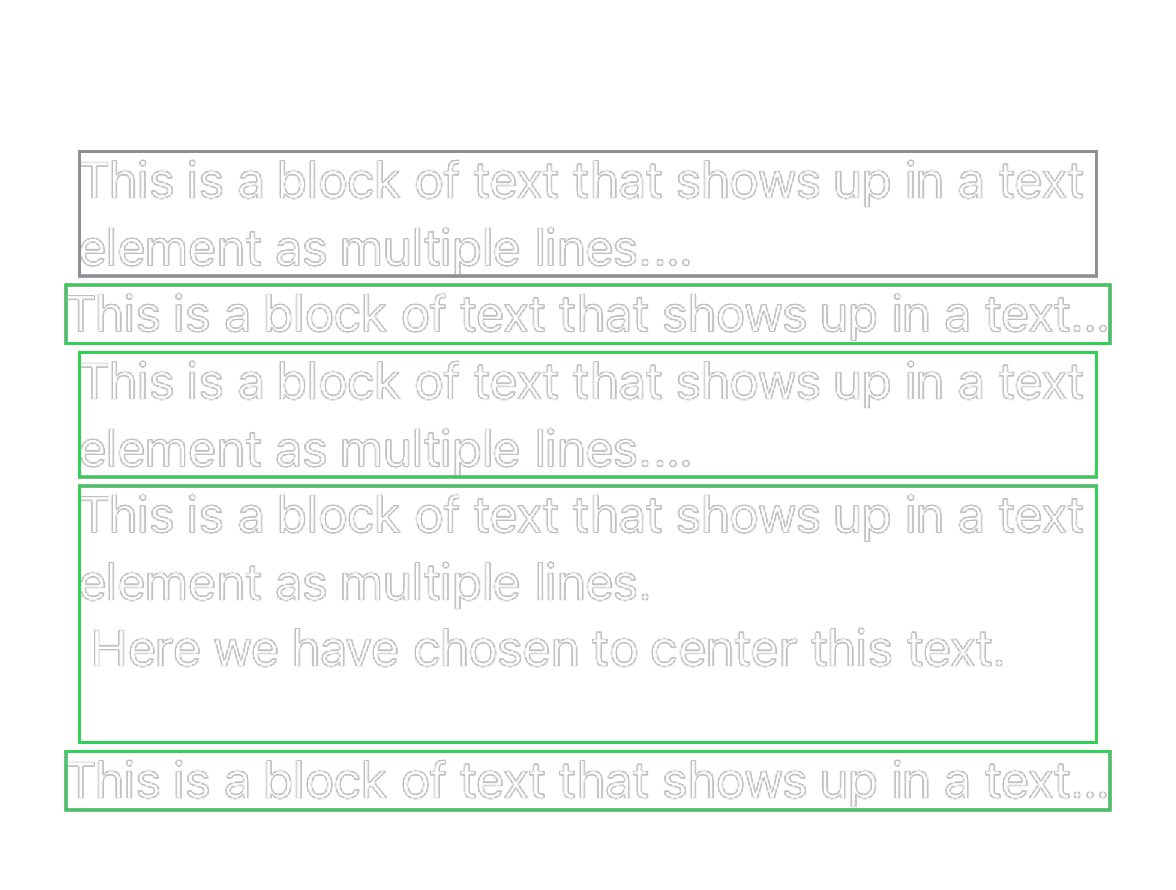 This is a block of text that shows up in a text
element as multiple lines....
This is a block of text that shows up in a text...
This is a block of text that shows up in a text
element as multiple lines....
This is a block of text that shows up in a text
element as multiple lines.
Here we have chosen to center this text.
This is a block of text that shows up in a text...